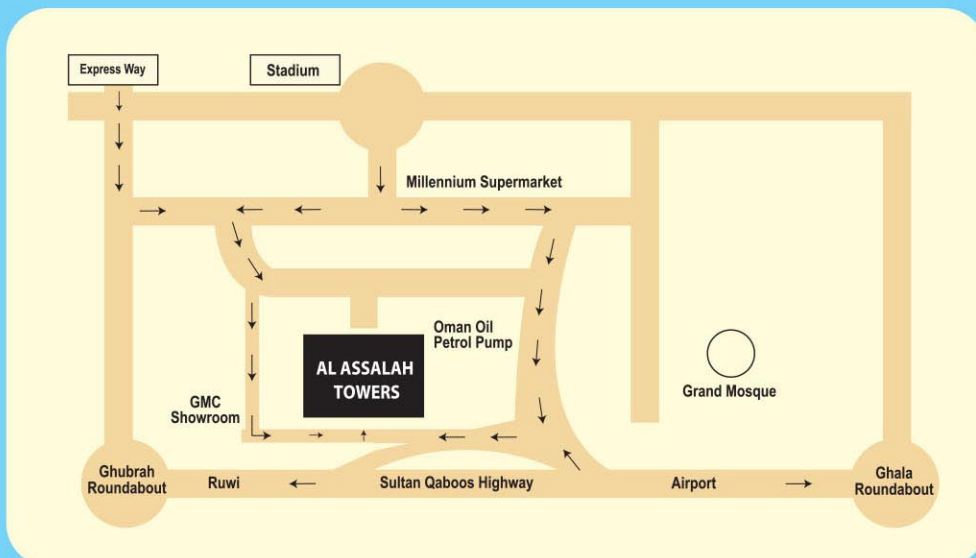 Express Way
Stadium
Millennium Supermarket
Oman Oil
Petrol Pump
AL ASSALAH
TOWERS
Grand Mosque
GMC
Showroom
Ghubrah
Roundabout
Ruwi
Sultan Qaboos Highway
Airport
Ghala
Roundabout